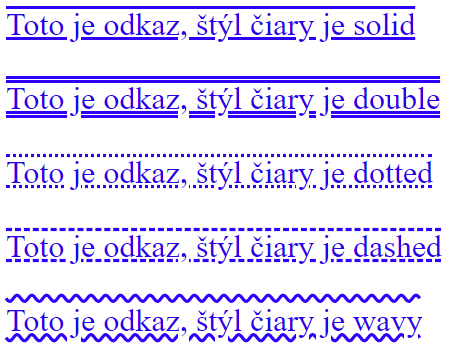 Toto je odkaz, štýl čiary je solid
Toto je odkaz, štýl čiary je double
Toto je odkaz, štýl čiary je dotted
Toto je odkaz, štýl čiary je dashed
Toto je odkaz, štýl čiary je wavy